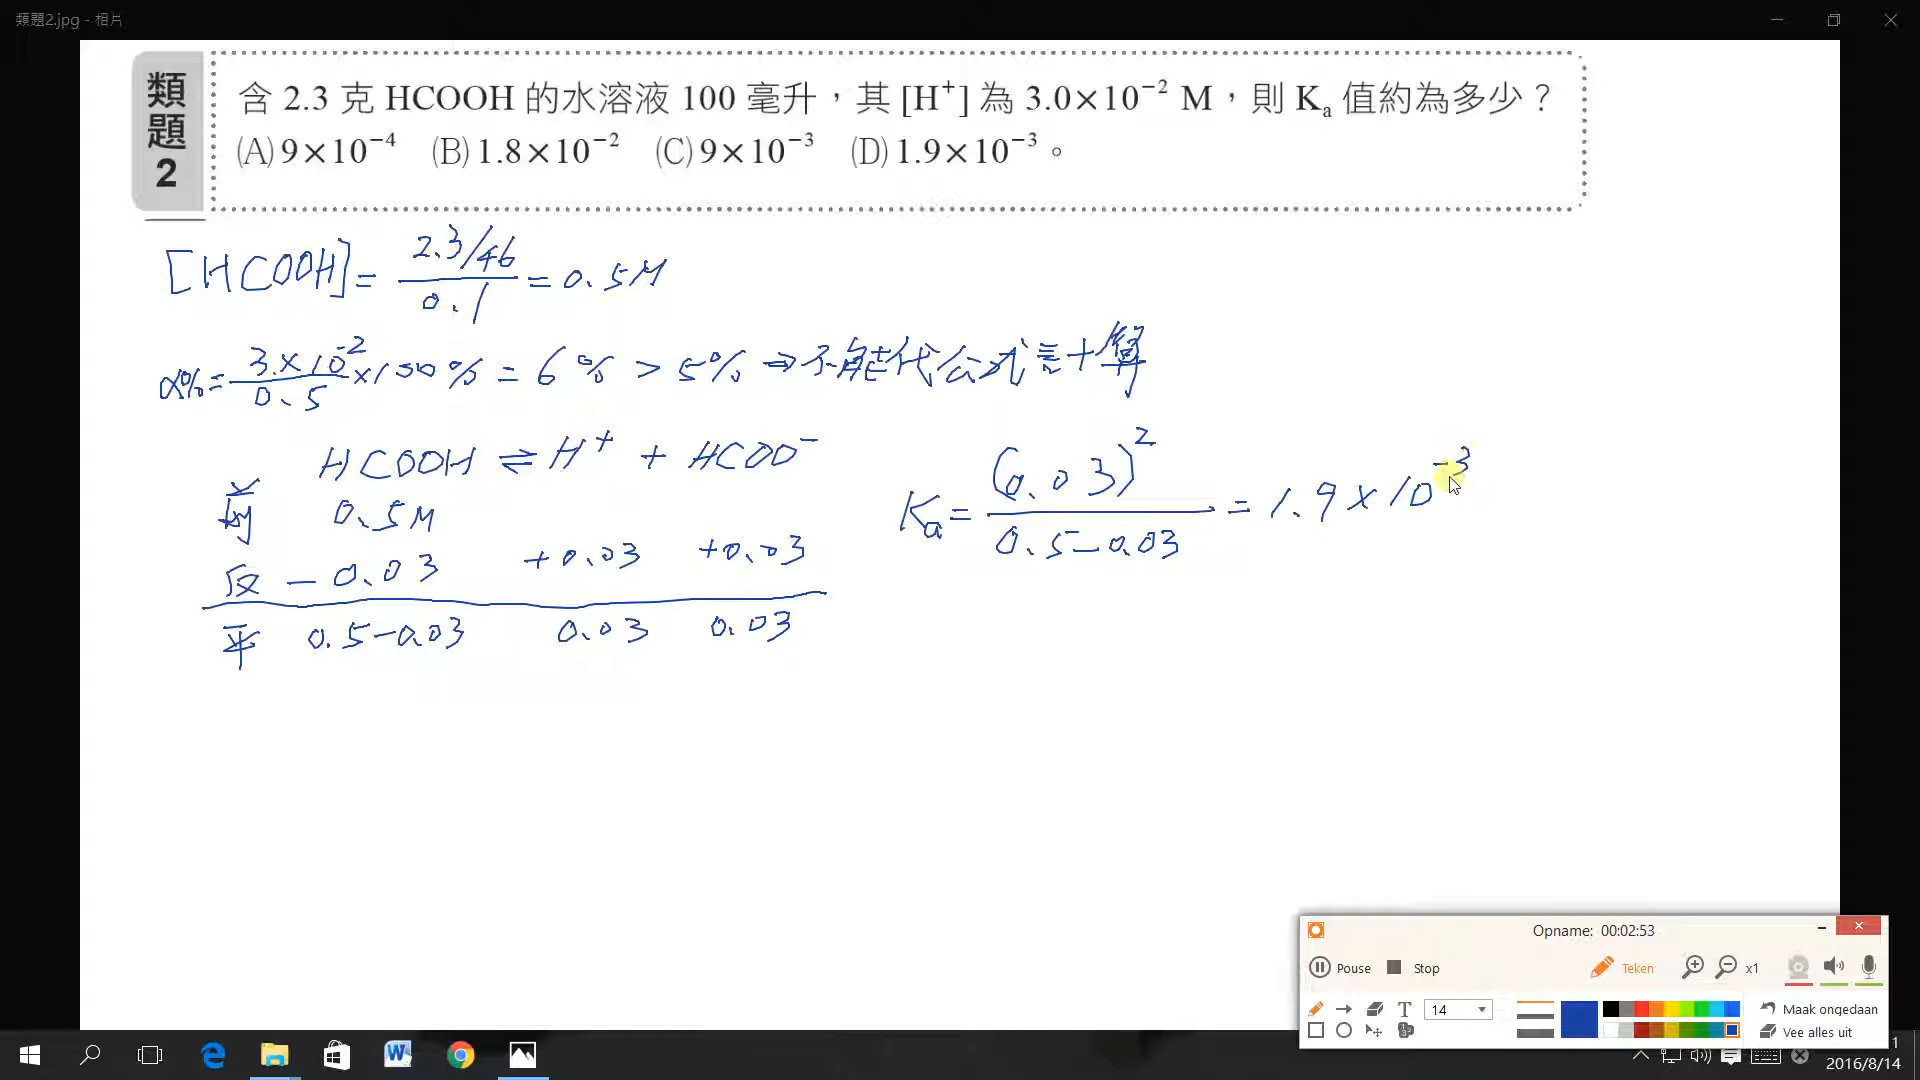 類題2.jpg - 相片
類題2
含 2.3 克 HCOOH 的水溶液 100 毫升，其 [H⁺] 為 3.0×10⁻² M，則 Kₐ 值約為多少？
(A) 9×10⁻⁴ (B) 1.8×10⁻² (C) 9×10⁻³ (D) 1.9×10⁻³。
[HCOOH] = (2.3/46)/0.1 = 0.5M
α% = (3.×10⁻²)/0.5 ×100% = 6% > 5% ⇒ 不能代公式計算
HCOOH ⇌ H⁺ + HCOO⁻
前 0.5M
反 －0.03 +0.03 +0.03
平 0.5－0.03 0.03 0.03
Kₐ = (0.03)²/(0.5－0.03) = 1.9×10⁻³
Opname: 00:02:53
Pouse Stop Teken x1
T 14 Maak ongedaan
Vee alles uit
1
2016/8/14